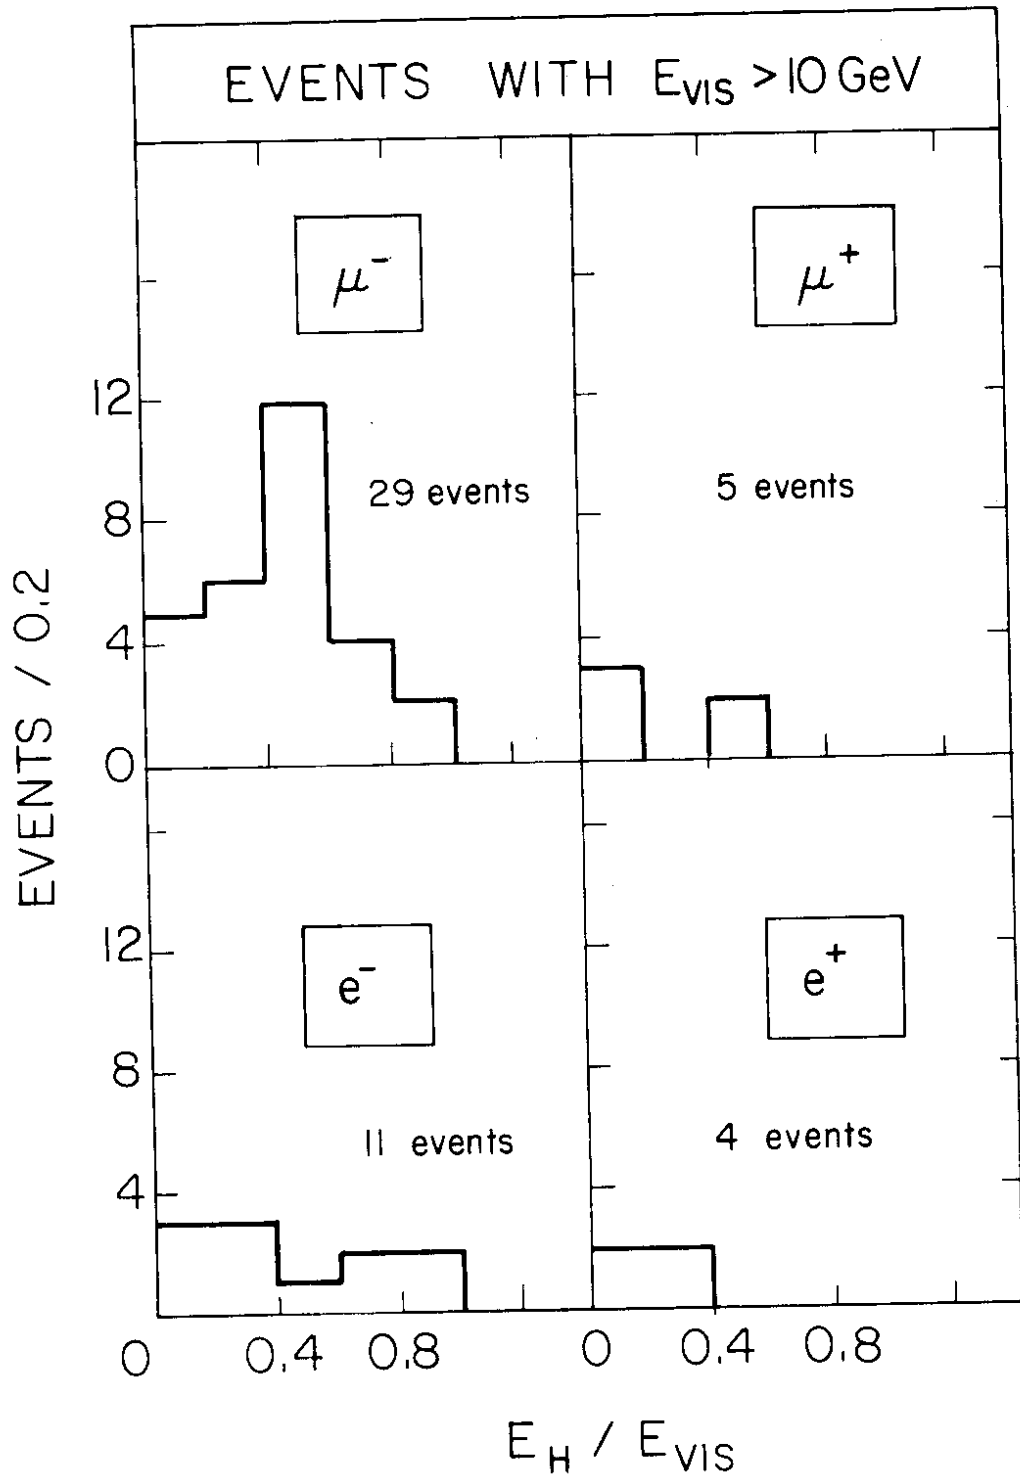 EVENTS WITH E_VIS > 10 GeV
μ⁻
μ⁺
29 events
5 events
12
8
4
0
e⁻
e⁺
11 events
4 events
12
8
4
0 0.4 0.8
0 0.4 0.8
EVENTS / 0.2
E_H / E_VIS